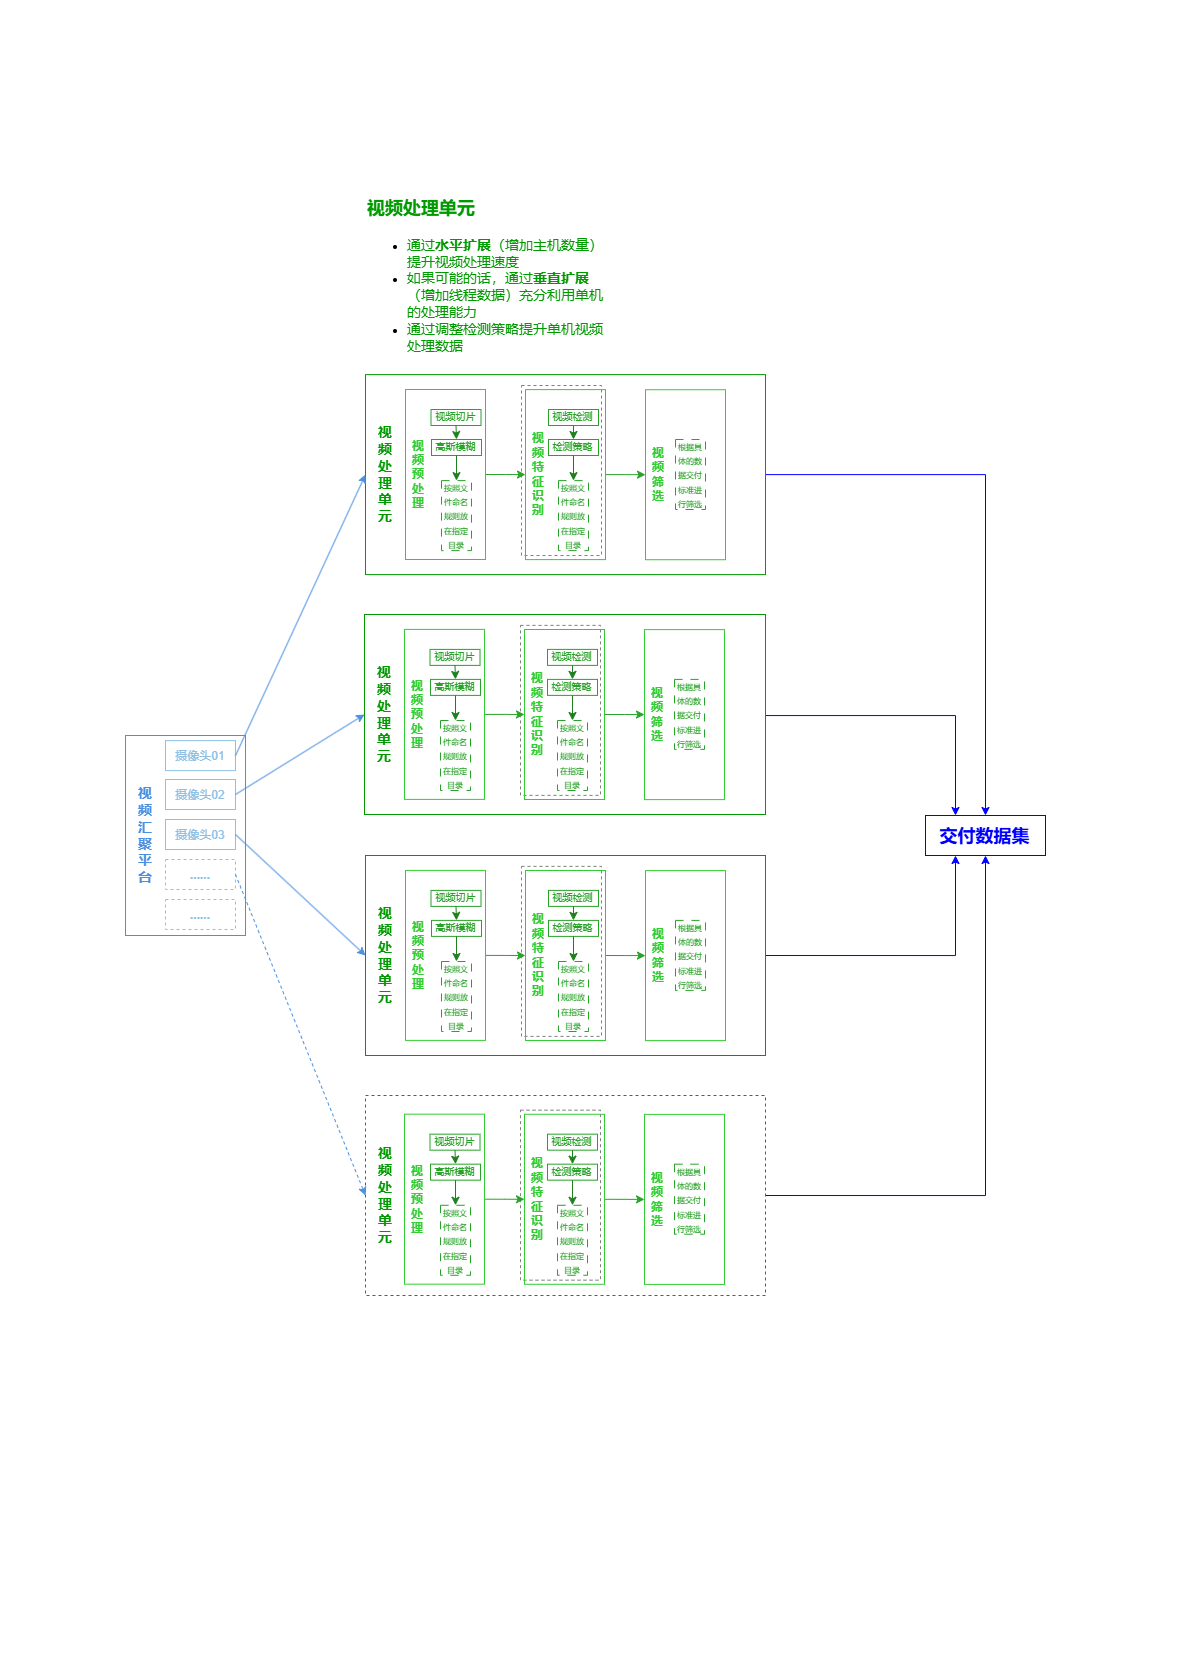 视频处理单元
通过水平扩展（增加主机数量）
提升视频处理速度
如果可能的话，通过垂直扩展
（增加线程数据）充分利用单机
的处理能力
通过调整检测策略提升单机视频
处理数据
视频汇聚平台
摄像头01
摄像头02
摄像头03
......
......
视频处理单元
视频预处理
视频切片
高斯模糊
按照文
件命名
规则放
在指定
目录
视频特征识别
视频检测
检测策略
按照文
件命名
规则放
在指定
目录
视频筛选
根据具
体的数
据交付
标准进
行筛选
视频处理单元
视频预处理
视频切片
高斯模糊
按照文
件命名
规则放
在指定
目录
视频特征识别
视频检测
检测策略
按照文
件命名
规则放
在指定
目录
视频筛选
根据具
体的数
据交付
标准进
行筛选
视频处理单元
视频预处理
视频切片
高斯模糊
按照文
件命名
规则放
在指定
目录
视频特征识别
视频检测
检测策略
按照文
件命名
规则放
在指定
目录
视频筛选
根据具
体的数
据交付
标准进
行筛选
视频处理单元
视频预处理
视频切片
高斯模糊
按照文
件命名
规则放
在指定
目录
视频特征识别
视频检测
检测策略
按照文
件命名
规则放
在指定
目录
视频筛选
根据具
体的数
据交付
标准进
行筛选
交付数据集